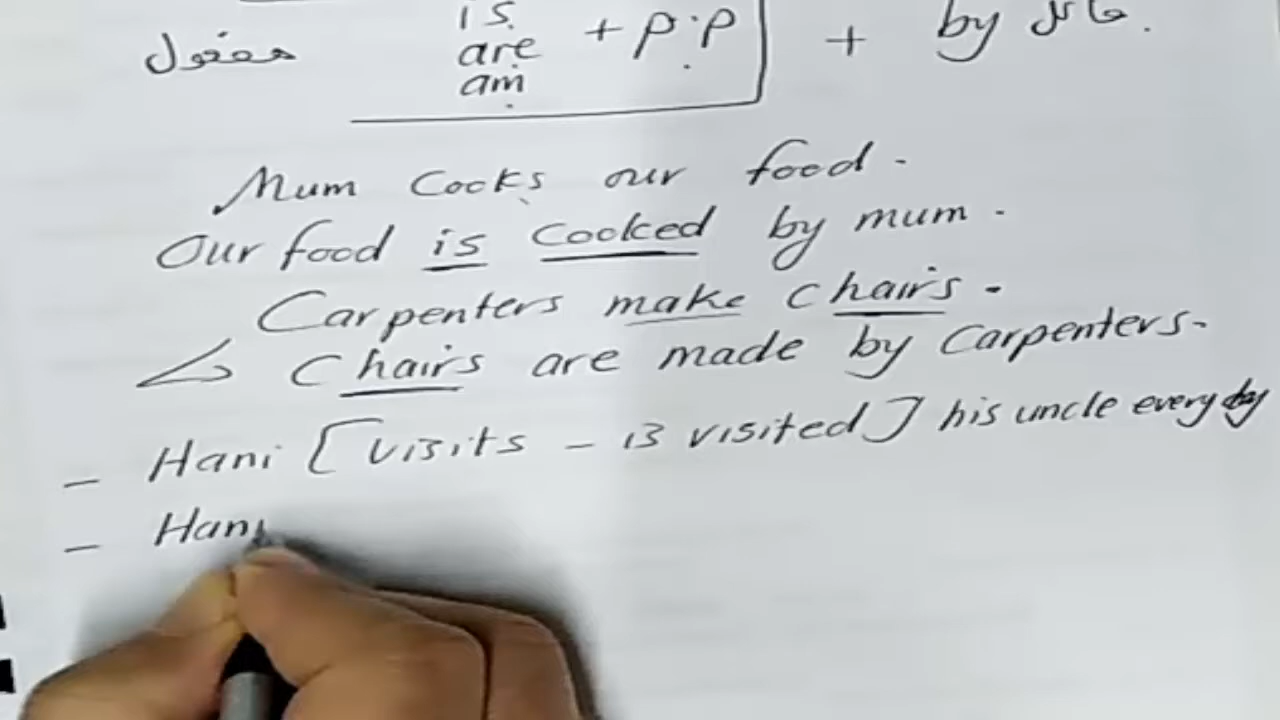 is
مفعول are + p.p + by فاعل.
am
Mum Cooks our food.
Our food is Cooked by mum.
Carpenters make chairs.
Chairs are made by Carpenters.
- Hani [visits - is visited] his uncle every day
- Hani